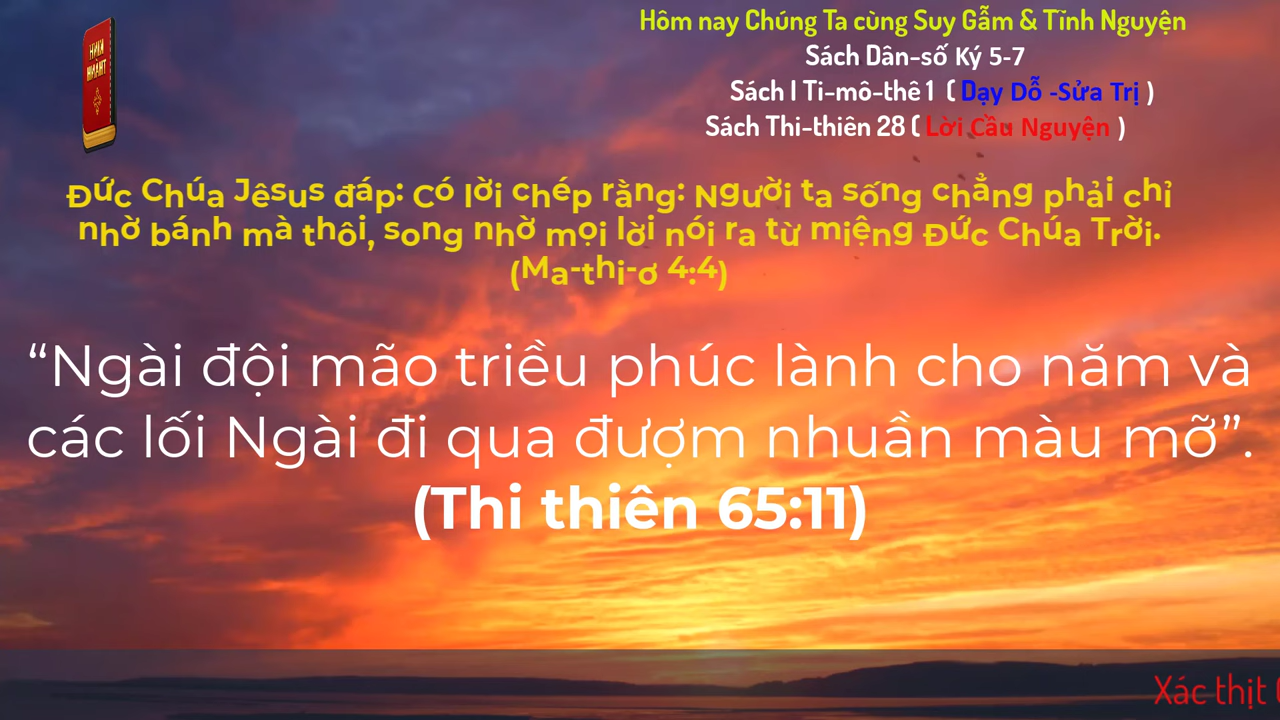 Hôm nay Chúng Ta cùng Suy Gẫm & Tĩnh Nguyện
Sách Dân-số Ký 5-7
Sách I Ti-mô-thê 1 ( Dạy Dỗ -Sửa Trị )
Sách Thi-thiên 28 ( Lời Cầu Nguyện )
Đức Chúa Jêsus đáp: Có lời chép rằng: Người ta sống chẳng phải chỉ
nhờ bánh mà thôi, song nhờ mọi lời nói ra từ miệng Đức Chúa Trời.
(Ma-thi-ơ 4:4)
“Ngài đội mão triều phúc lành cho năm và
các lối Ngài đi qua đượm nhuần màu mỡ”.
(Thi thiên 65:11)
Xác thịt